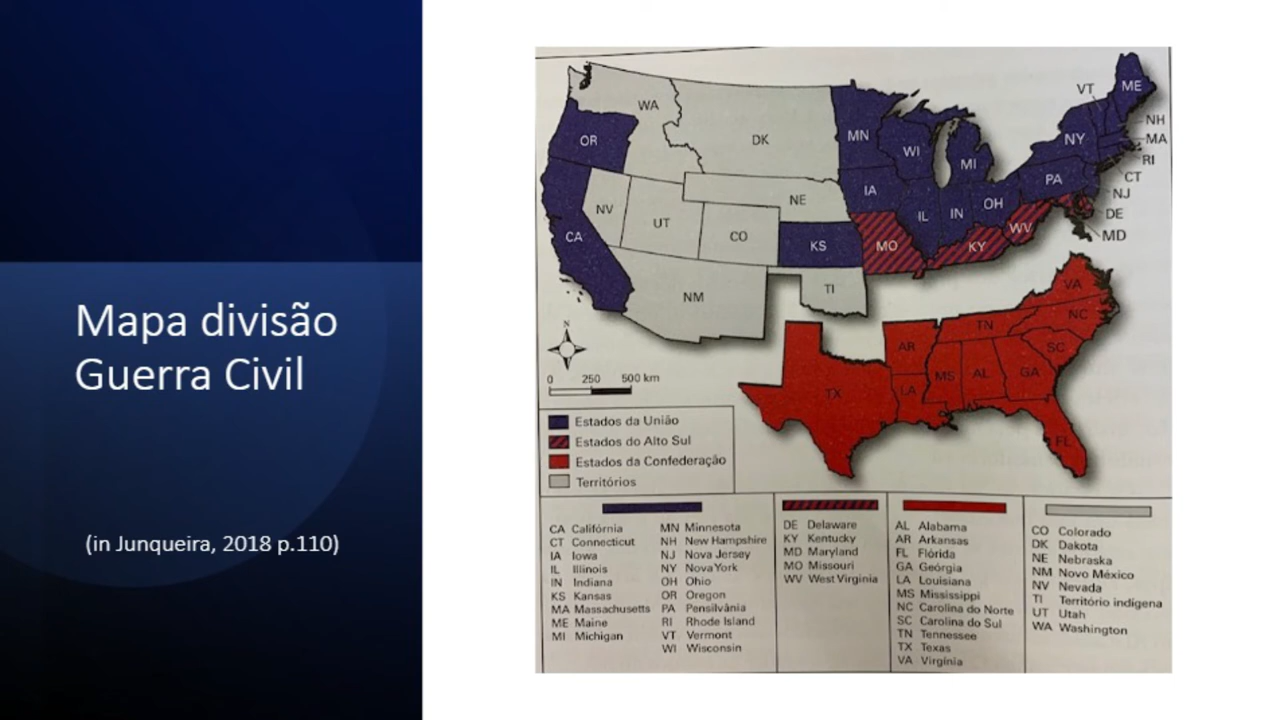 Mapa divisão
Guerra Civil
(in Junqueira, 2018 p.110)
WA
OR
DK
MN
WI
MI
VT
ME
NH
NY
MA
RI
CT
PA
NJ
DE
MD
IA
NE
NV
UT
CO
CA
KS
IL
IN
OH
WV
MO
KY
NM
TI
VA
NC
TN
SC
AR
MS
AL
GA
LA
TX
FL
N
0 250 500 km
Estados da União
Estados do Alto Sul
Estados da Confederação
Territórios
CA Califórnia
CT Connecticut
IA Iowa
IL Illinois
IN Indiana
KS Kansas
MA Massachusetts
ME Maine
MI Michigan
MN Minnesota
NH New Hampshire
NJ Nova Jersey
NY Nova York
OH Ohio
OR Oregon
PA Pensilvânia
RI Rhode Island
VT Vermont
WI Wisconsin
DE Delaware
KY Kentucky
MD Maryland
MO Missouri
WV West Virginia
AL Alabama
AR Arkansas
FL Flórida
GA Geórgia
LA Louisiana
MS Mississippi
NC Carolina do Norte
SC Carolina do Sul
TN Tennessee
TX Texas
VA Virgínia
CO Colorado
DK Dakota
NE Nebraska
NM Novo México
NV Nevada
TI Território indígena
UT Utah
WA Washington